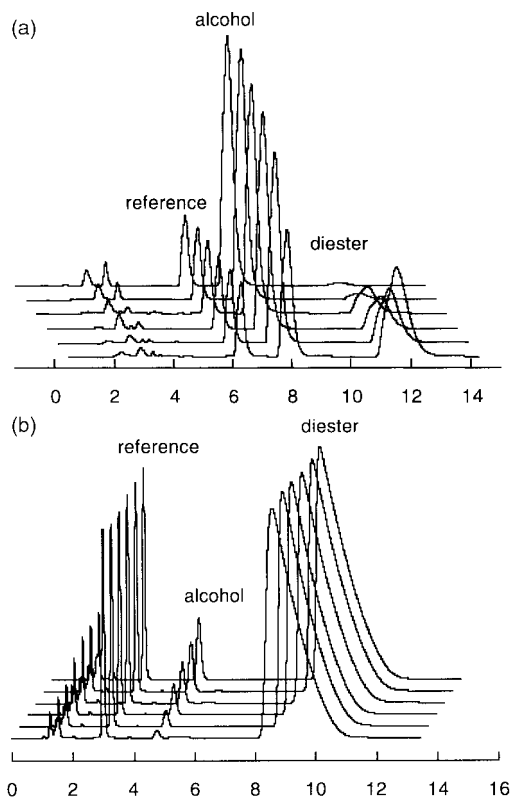 (a)
alcohol
reference
diester
0 2 4 6 8 10 12 14
(b)
diester
reference
alcohol
0 2 4 6 8 10 12 14 16